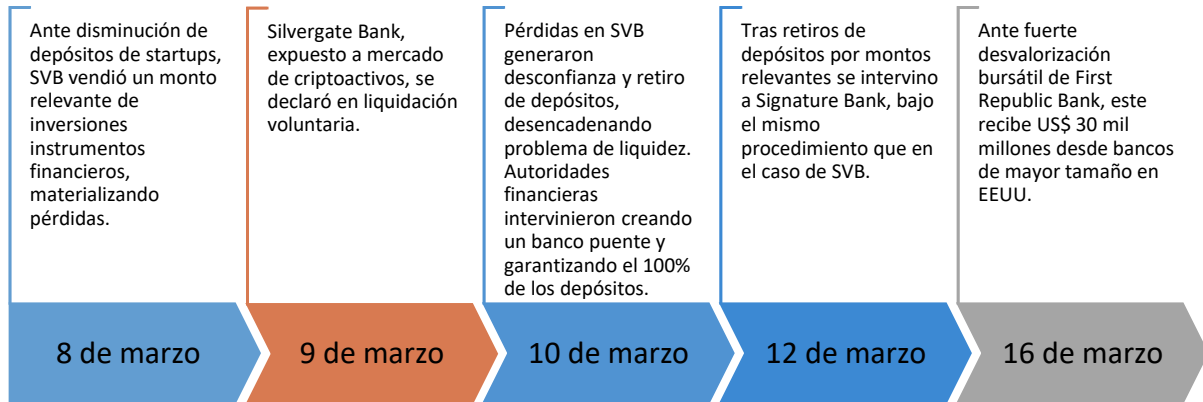 Ante disminución de
depósitos de startups,
SVB vendió un monto
relevante de
inversiones
instrumentos
financieros,
materializando
pérdidas.
8 de marzo
Silvergate Bank,
expuesto a mercado
de criptoactivos, se
declaró en liquidación
voluntaria.
9 de marzo
Pérdidas en SVB
generaron
desconfianza y retiro
de depósitos,
desencadenando
problema de liquidez.
Autoridades
financieras
intervinieron creando
un banco puente y
garantizando el 100%
de los depósitos.
10 de marzo
Tras retiros de
depósitos por montos
relevantes se intervino
a Signature Bank, bajo
el mismo
procedimiento que en
el caso de SVB.
12 de marzo
Ante fuerte
desvalorización
bursátil de First
Republic Bank, este
recibe US$ 30 mil
millones desde bancos
de mayor tamaño en
EEUU.
16 de marzo